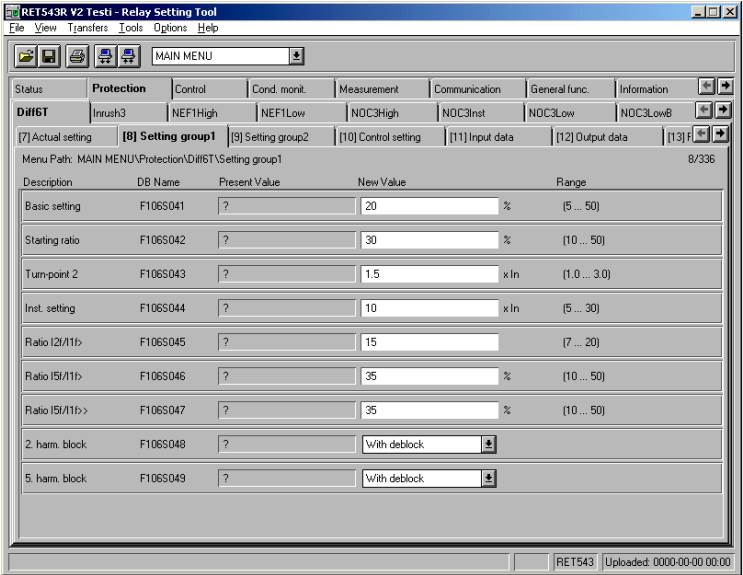 RET543R V2 Testi - Relay Setting Tool
File View Transfers Tools Options Help
MAIN MENU
Status Protection Control Cond. monit. Measurement Communication General func. Information
Diff6T Inrush3 NEF1High NEF1Low NOC3High NOC3Inst NOC3Low NOC3LowB
[7] Actual setting [8] Setting group1 [9] Setting group2 [10] Control setting [11] Input data [12] Output data [13] F
Menu Path: MAIN MENU\Protection\Diff6T\Setting group1 8/336
Description DB Name Present Value New Value Range
Basic setting F106S041 ? 20 % (5 ... 50)
Starting ratio F106S042 ? 30 % (10 ... 50)
Turn-point 2 F106S043 ? 1.5 x In (1.0 ... 3.0)
Inst. setting F106S044 ? 10 x In (5 ... 30)
Ratio I2f/I1f> F106S045 ? 15 (7 ... 20)
Ratio I5f/I1f> F106S046 ? 35 % (10 ... 50)
Ratio I5f/I1f>> F106S047 ? 35 % (10 ... 50)
2. harm. block F106S048 ? With deblock
5. harm. block F106S049 ? With deblock
RET543 Uploaded: 0000-00-00 00:00